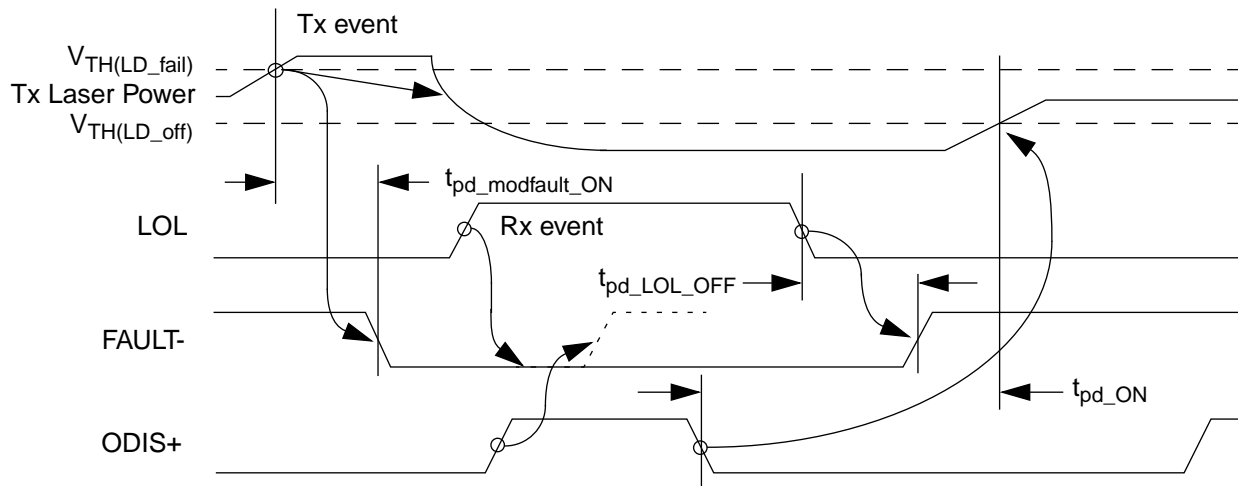 Tx event
VTH(LD_fail)
Tx Laser Power
VTH(LD_off)
tpd_modfault_ON
LOL
Rx event
tpd_LOL_OFF
FAULT-
tpd_ON
ODIS+